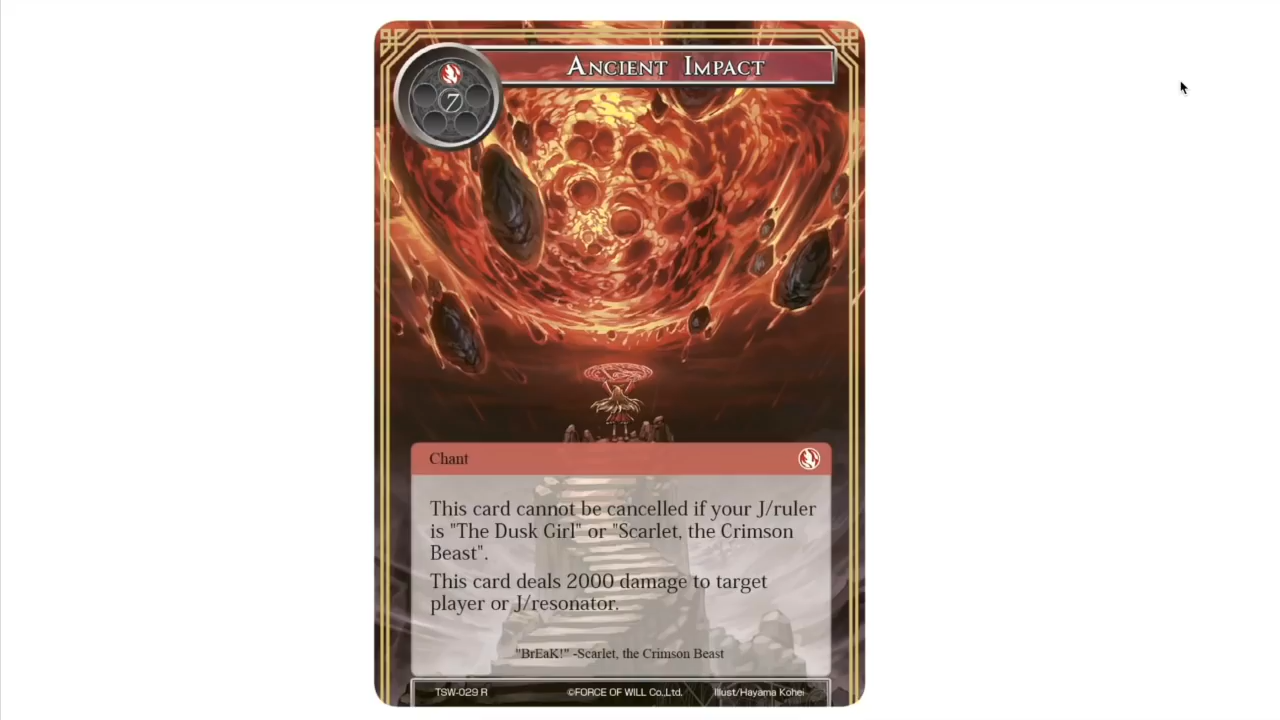 Ancient Impact
7
Chant
This card cannot be cancelled if your J/ruler
is "The Dusk Girl" or "Scarlet, the Crimson
Beast".
This card deals 2000 damage to target
player or J/resonator.
"BrEaK!" -Scarlet, the Crimson Beast
TSW-029 R ©FORCE OF WILL Co.,Ltd. Illust/Hayama Kohei